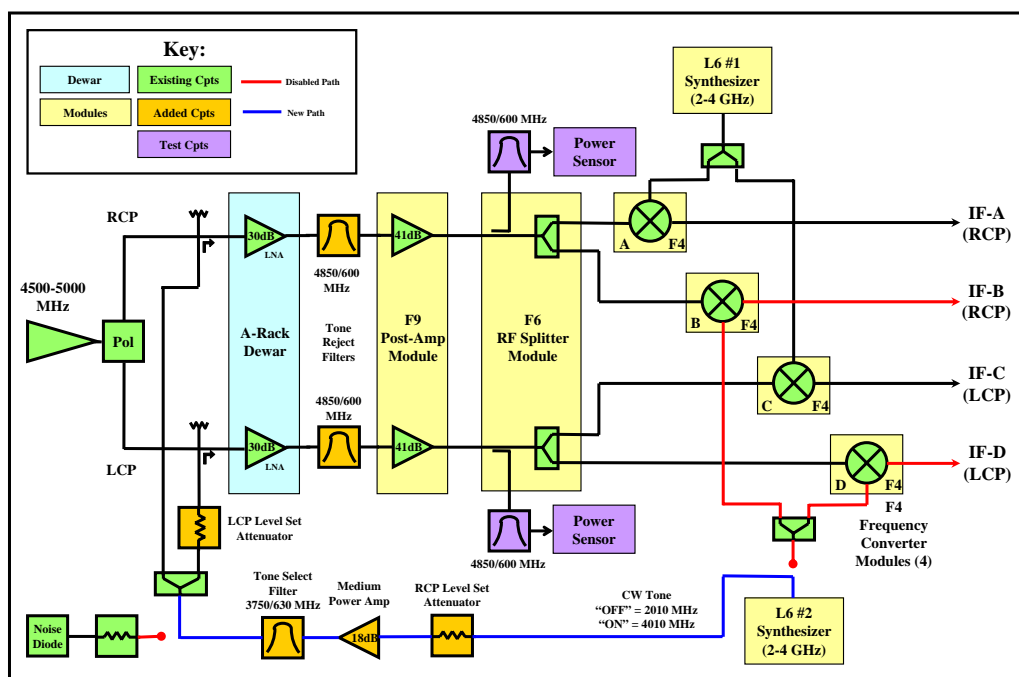 Key:
Dewar
Existing Cpts
Disabled Path
Modules
Added Cpts
New Path
Test Cpts
L6 #1
Synthesizer
(2-4 GHz)
4850/600 MHz
Power
Sensor
RCP
30dB
LNA
4850/600
MHz
41dB
A
F4
IF-A
(RCP)
4500-5000
MHz
Pol
A-Rack
Dewar
Tone
Reject
Filters
F9
Post-Amp
Module
F6
RF Splitter
Module
B
F4
IF-B
(RCP)
C
F4
IF-C
(LCP)
LCP
30dB
LNA
4850/600
MHz
41dB
D
F4
IF-D
(LCP)
LCP Level Set
Attenuator
Power
Sensor
4850/600 MHz
F4
Frequency
Converter
Modules (4)
Tone Select
Filter
3750/630 MHz
Medium
Power Amp
RCP Level Set
Attenuator
CW Tone
“OFF” = 2010 MHz
“ON” = 4010 MHz
Noise
Diode
18dB
L6 #2
Synthesizer
(2-4 GHz)